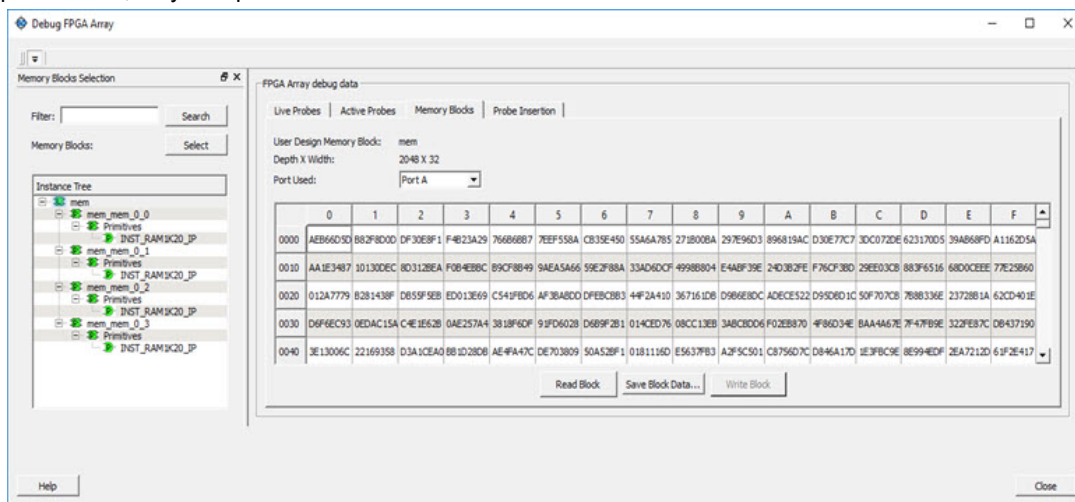 Debug FPGA Array
Memory Blocks Selection
Filter:
Search
Memory Blocks:
Select
Instance Tree
mem
mem_mem_0_0
Primitives
INST_RAM1K20_IP
mem_mem_0_1
Primitives
INST_RAM1K20_IP
mem_mem_0_2
Primitives
INST_RAM1K20_IP
mem_mem_0_3
Primitives
INST_RAM1K20_IP
FPGA Array debug data
Live Probes Active Probes Memory Blocks Probe Insertion
User Design Memory Block: mem
Depth X Width: 2048 X 32
Port Used: Port A
0 1 2 3 4 5 6 7 8 9 A B C D E F
0000 AEB66D5D B82F8D0D DF30E8F1 F4B23A29 766B6BB7 7EEF558A CB35E450 55A6A785 271B00BA 297E96D3 896819AC D30E77C7 3DC072DE 623170D5 39AB68FD A1162D5A
0010 AA1E3487 10130DEC 8D312BEA F0B4EBBC B9CF8B49 9AEA5A66 59E2F88A 33AD6DCF 4998B804 E4ABF39E 24D3B2FE F76CF3BD 29EE03CB 883F6516 68D0CEEE 77E25B60
0020 012A7779 B281438F DB55F5EB ED013E69 C541FBD6 AF3BABDD DFEBCBB3 44F2A410 367161DB D9B6E8DC ADECE522 D95D8D1C 50F707CB 7B8B336E 23728B1A 62CD401E
0030 D6F6EC93 0EDAC15A C4E1E62B 0AE257A4 3818F6DF 91FD6028 D6B9F2B1 014CED76 08CC13EB 3ABCBDD6 F02EB870 4F86D34E BAA4A67E 7F47FB9E 322FE87C DB437190
0040 3E13006C 22169358 D3A1CEA0 BB1D28DB AE4FA47C DE703809 50A52BF1 0181116D E5637FB3 A2F5C501 C8756D7C D846A17D 1E3FBC9E 8E994EDF 2EA7212D 61F2E417
Read Block Save Block Data... Write Block
Help
Close